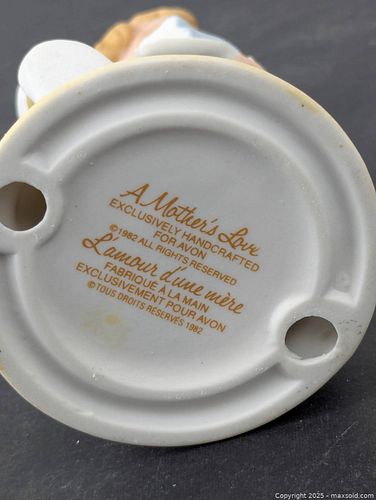 A Mother's Love
EXCLUSIVELY HANDCRAFTED
FOR AVON
©1982 ALL RIGHTS RESERVED
L'amour d'une mère
FABRIQUÉ À LA MAIN
EXCLUSIVEMENT POUR AVON
©TOUS DROITS RÉSERVÉS 1982
Copyright © 2025 - maxsold.com